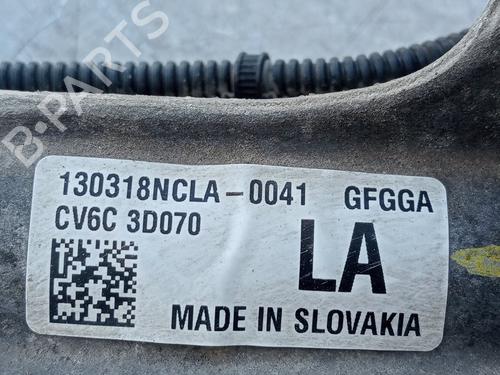 B-PARTS
130318NCLA-0041 GFGGA
CV6C 3D070
LA
MADE IN SLOVAKIA